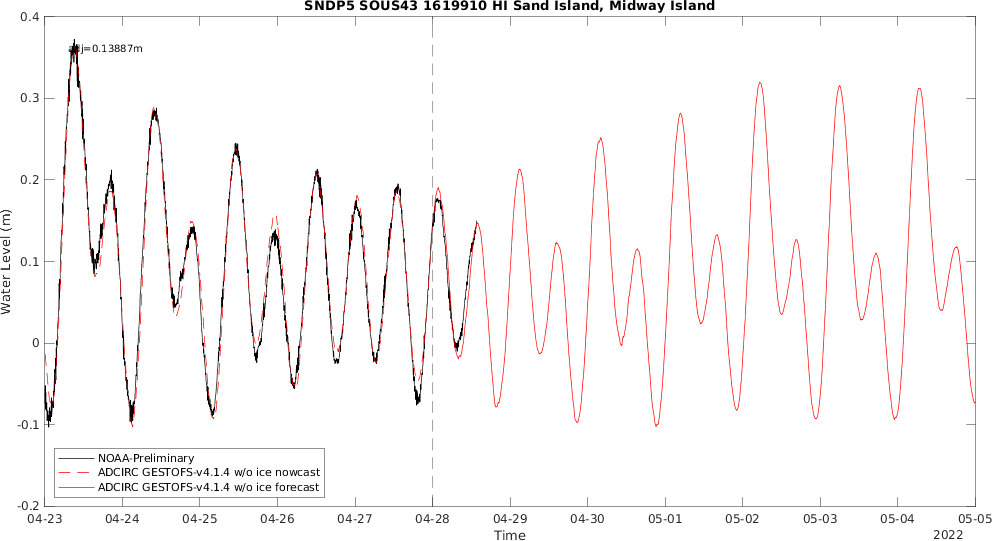 SNDP5 SOUS43 1619910 HI Sand Island, Midway Island
0.4
0.3
0.2
0.1
0
-0.1
-0.2
Water Level (m)
j=0.13887m
NOAA-Preliminary
ADCIRC GESTOFS-v4.1.4 w/o ice nowcast
ADCIRC GESTOFS-v4.1.4 w/o ice forecast
04-23 04-24 04-25 04-26 04-27 04-28 04-29 04-30 05-01 05-02 05-03 05-04 05-05
Time
2022